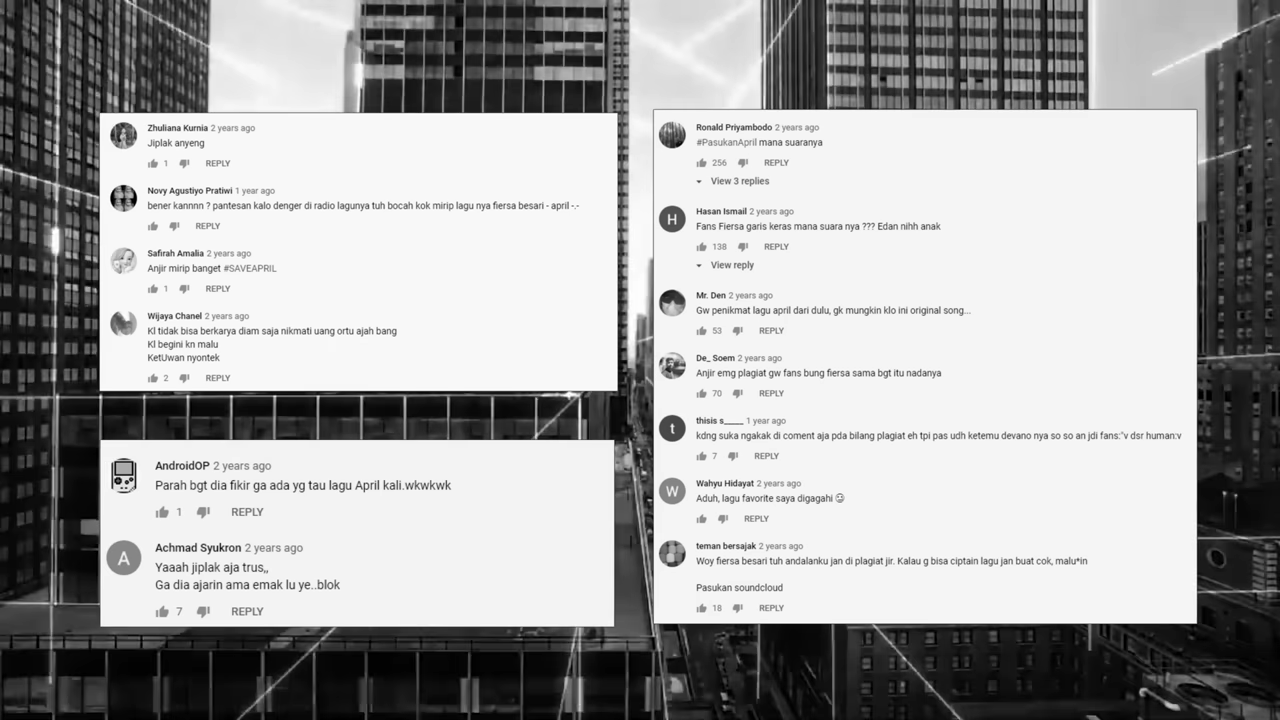 Zhuliana Kurnia 2 years ago
Jiplak anyeng
1 REPLY
Novy Agustiyo Pratiwi 1 year ago
bener kannnn ? pantesan kalo denger di radio lagunya tuh bocah kok mirip lagu nya fiersa besari - april -.-
REPLY
Safirah Amalia 2 years ago
Anjir mirip banget #SAVEAPRIL
1 REPLY
Wijaya Chanel 2 years ago
Kl tidak bisa berkarya diam saja nikmati uang ortu ajah bang
Kl begini kn malu
KetUwan nyontek
2 REPLY
AndroidOP 2 years ago
Parah bgt dia fikir ga ada yg tau lagu April kali.wkwkwk
1 REPLY
A
Achmad Syukron 2 years ago
Yaaah jiplak aja trus,,
Ga dia ajarin ama emak lu ye..blok
7 REPLY
Ronald Priyambodo 2 years ago
#PasukanApril mana suaranya
256 REPLY
View 3 replies
H
Hasan Ismail 2 years ago
Fans Fiersa garis keras mana suara nya ??? Edan nihh anak
138 REPLY
View reply
Mr. Den 2 years ago
Gw penikmat lagu april dari dulu, gk mungkin klo ini original song...
53 REPLY
De_ Soem 2 years ago
Anjir emg plagiat gw fans bung fiersa sama bgt itu nadanya
70 REPLY
t
thisis s_____ 1 year ago
kdng suka ngakak di coment aja pda bilang plagiat eh tpi pas udh ketemu devano nya so so an jdi fans:"v dsr human:v
7 REPLY
W
Wahyu Hidayat 2 years ago
Aduh, lagu favorite saya digagahi
REPLY
teman bersajak 2 years ago
Woy fiersa besari tuh andalanku jan di plagiat jir. Kalau g bisa ciptain lagu jan buat cok, malu*in
Pasukan soundcloud
18 REPLY